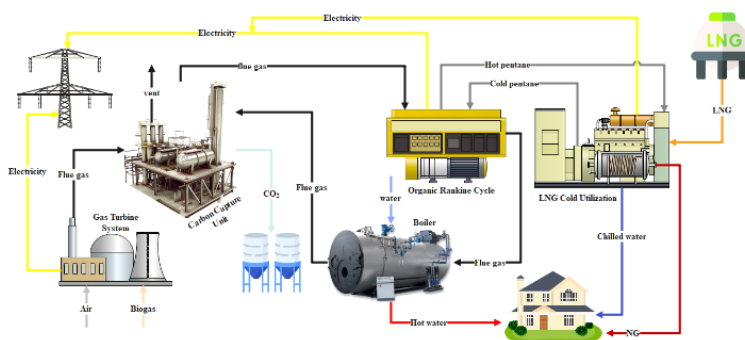 Electricity
Electricity
LNG
flue gas
Hot pentane
Cold pentane
vent
LNG
Electricity
Flue gas
Organic Rankine Cycle
LNG Cold Utilization
CO2
Flue gas
water
Carbon Caprure
Unit
Gas Turbine
System
Boiler
Chilled water
Flue gas
Air
Biogas
Hot water
NG